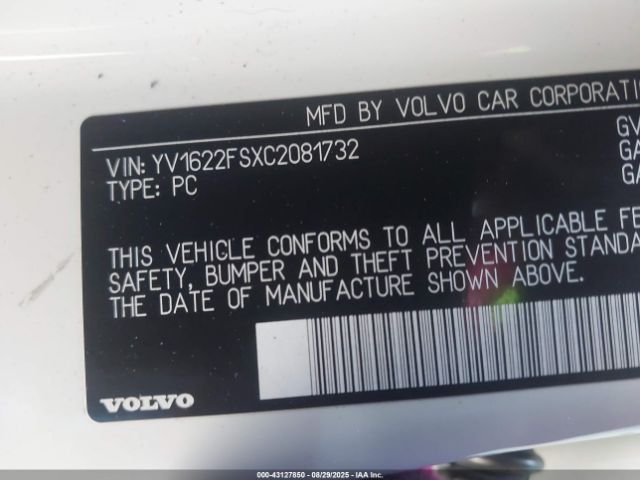 MFD BY VOLVO CAR CORPORATION
VIN: YV1622FSXC2081732
TYPE: PC
THIS VEHICLE CONFORMS TO ALL APPLICABLE FE
SAFETY, BUMPER AND THEFT PREVENTION STANDA
THE DATE OF MANUFACTURE SHOWN ABOVE.
VOLVO
000-43127850 - 08/29/2025 - IAA Inc.